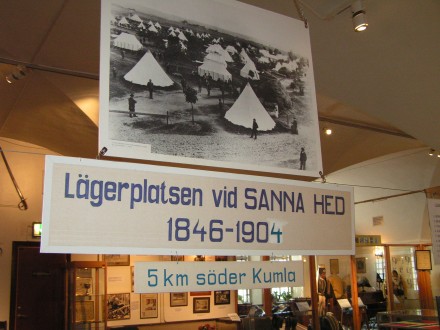 Lägerplatsen vid SANNA HED
1846-1904
5 km söder Kumla